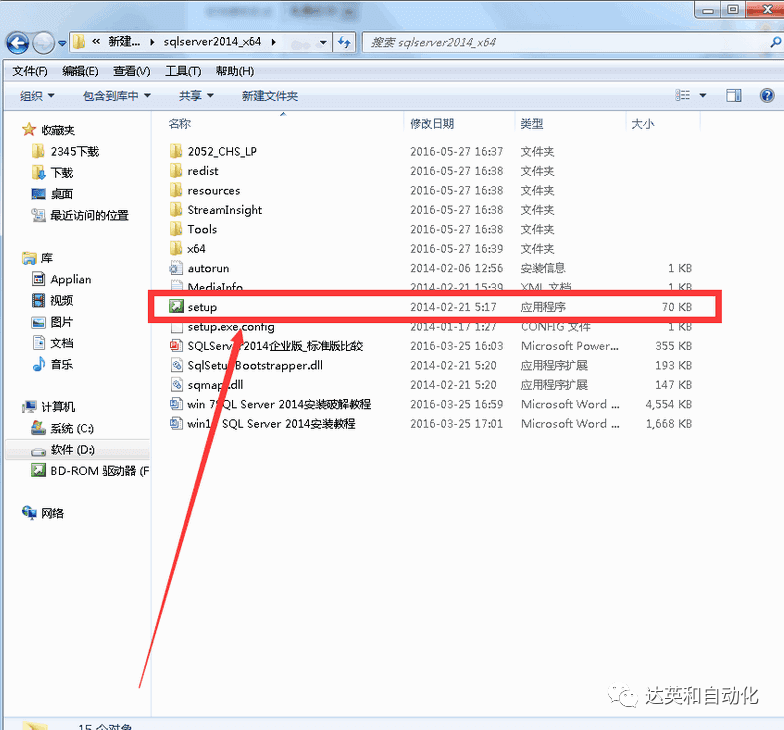 « 新建... ▸ sqlserver2014_x64 ▸ 搜索 sqlserver2014_x64
文件(F) 编辑(E) 查看(V) 工具(T) 帮助(H)
组织 包含到库中 共享 新建文件夹
收藏夹
2345下载
下载
桌面
最近访问的位置
库
Applian
视频
图片
文档
音乐
计算机
系统 (C:)
软件 (D:)
BD-ROM 驱动器 (F
网络
名称 修改日期 类型 大小
2052_CHS_LP 2016-05-27 16:37 文件夹
redist 2016-05-27 16:38 文件夹
resources 2016-05-27 16:38 文件夹
StreamInsight 2016-05-27 16:38 文件夹
Tools 2016-05-27 16:38 文件夹
x64 2016-05-27 16:39 文件夹
autorun 2014-02-06 12:56 安装信息 1 KB
MediaInfo 2014-02-21 15:39 XML 文档 1 KB
setup 2014-02-21 5:17 应用程序 70 KB
setup.exe.config 2014-01-17 1:27 CONFIG 文件 1 KB
SQLServer2014企业版_标准版比较 2016-03-25 16:03 Microsoft Power... 355 KB
SqlSetupBootstrapper.dll 2014-02-21 5:20 应用程序扩展 193 KB
sqmapi.dll 2014-02-21 5:20 应用程序扩展 147 KB
win 7SQL Server 2014安装破解教程 2016-03-25 16:59 Microsoft Word ... 4,554 KB
SQL Server 2014安装教程 2016-03-25 17:01 Microsoft Word ... 1,668 KB
15 个对象
达英和自动化